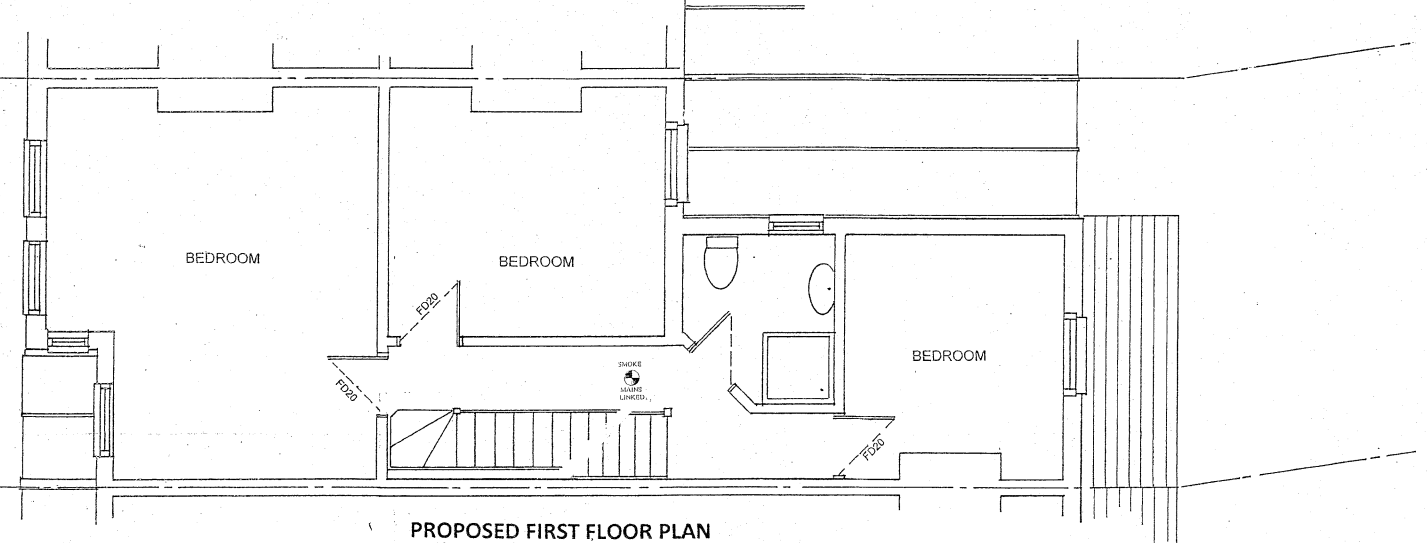 BEDROOM
BEDROOM
FD20
FD20
SMOKE
MAINS
LINKED.
BEDROOM
FD20
PROPOSED FIRST FLOOR PLAN